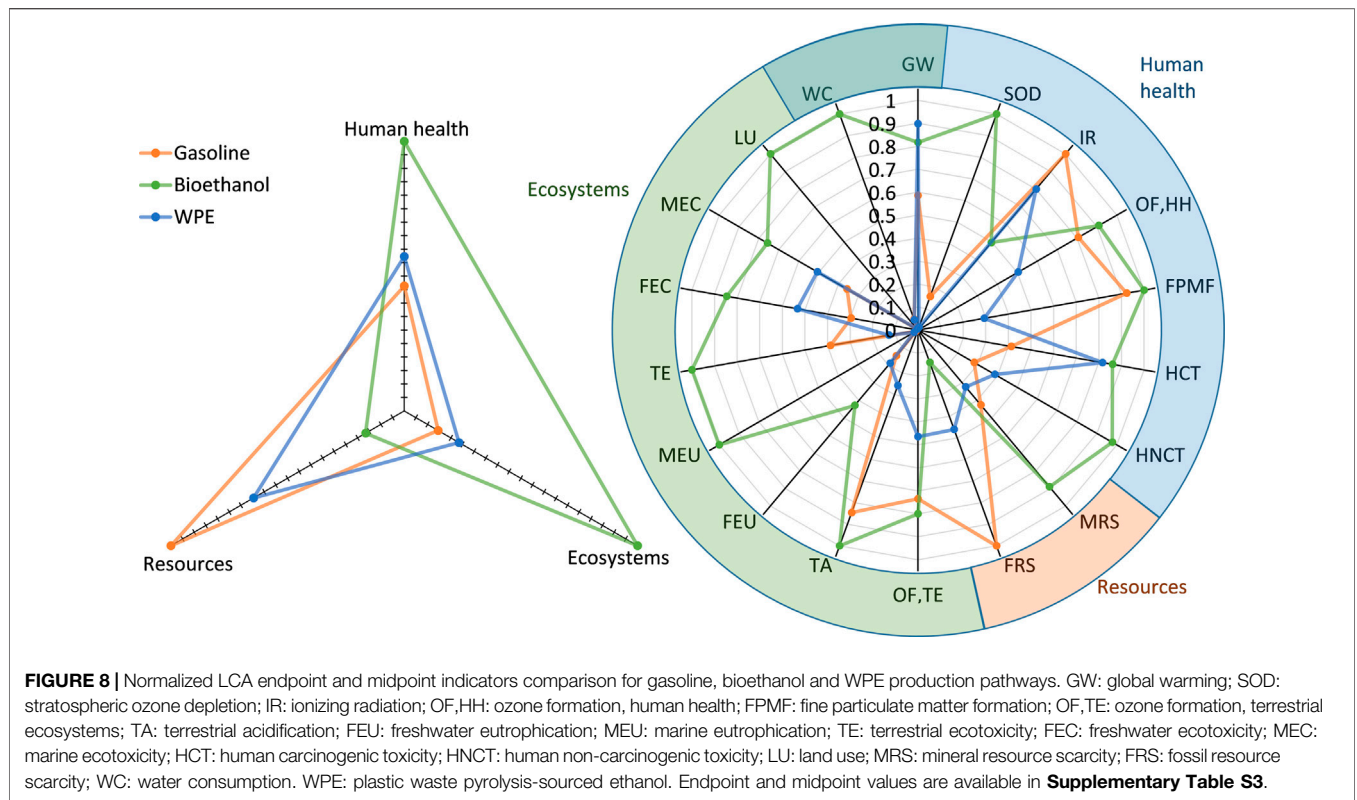 Human health
Gasoline
Bioethanol
WPE
Resources
Ecosystems
Human
health
Ecosystems
Resources
GW
SOD
IR
OF,HH
FPMF
HCT
HNCT
MRS
FRS
OF,TE
TA
FEU
MEU
TE
FEC
MEC
LU
WC
1
0.9
0.8
0.7
0.6
0.5
0.4
0.3
0.2
0.1
0
FIGURE 8 | Normalized LCA endpoint and midpoint indicators comparison for gasoline, bioethanol and WPE production pathways. GW: global warming; SOD:
stratospheric ozone depletion; IR: ionizing radiation; OF,HH: ozone formation, human health; FPMF: fine particulate matter formation; OF,TE: ozone formation, terrestrial
ecosystems; TA: terrestrial acidification; FEU: freshwater eutrophication; MEU: marine eutrophication; TE: terrestrial ecotoxicity; FEC: freshwater ecotoxicity; MEC:
marine ecotoxicity; HCT: human carcinogenic toxicity; HNCT: human non-carcinogenic toxicity; LU: land use; MRS: mineral resource scarcity; FRS: fossil resource
scarcity; WC: water consumption. WPE: plastic waste pyrolysis-sourced ethanol. Endpoint and midpoint values are available in Supplementary Table S3.